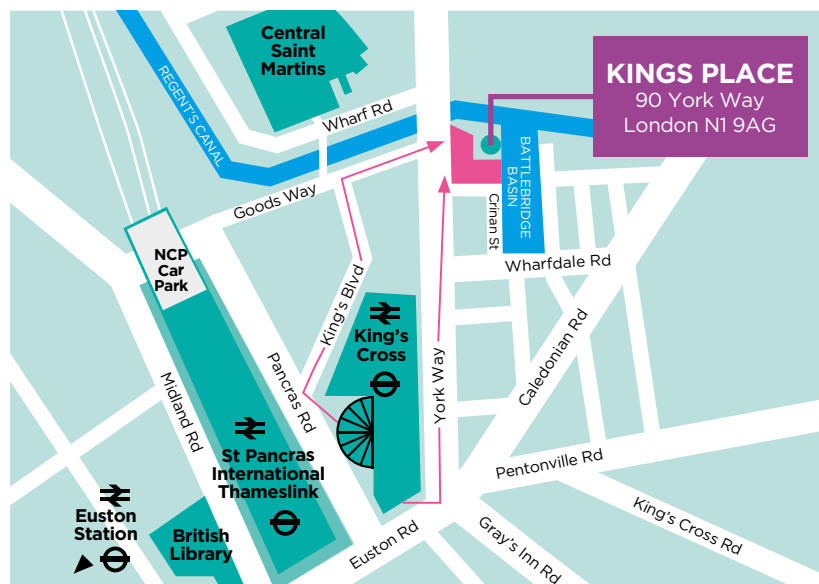 Central
Saint
Martins
KINGS PLACE
90 York Way
London N1 9AG
REGENT'S CANAL
Wharf Rd
BATTLEBRIDGE
BASIN
Goods Way
Crinan St
NCP
Car
Park
Wharfdale Rd
King's Blvd
King's
Cross
Caledonian Rd
Pancras Rd
York Way
Midland Rd
St Pancras
International
Thameslink
Pentonville Rd
Euston
Station
British
Library
Euston Rd
Gray's Inn Rd
King's Cross Rd